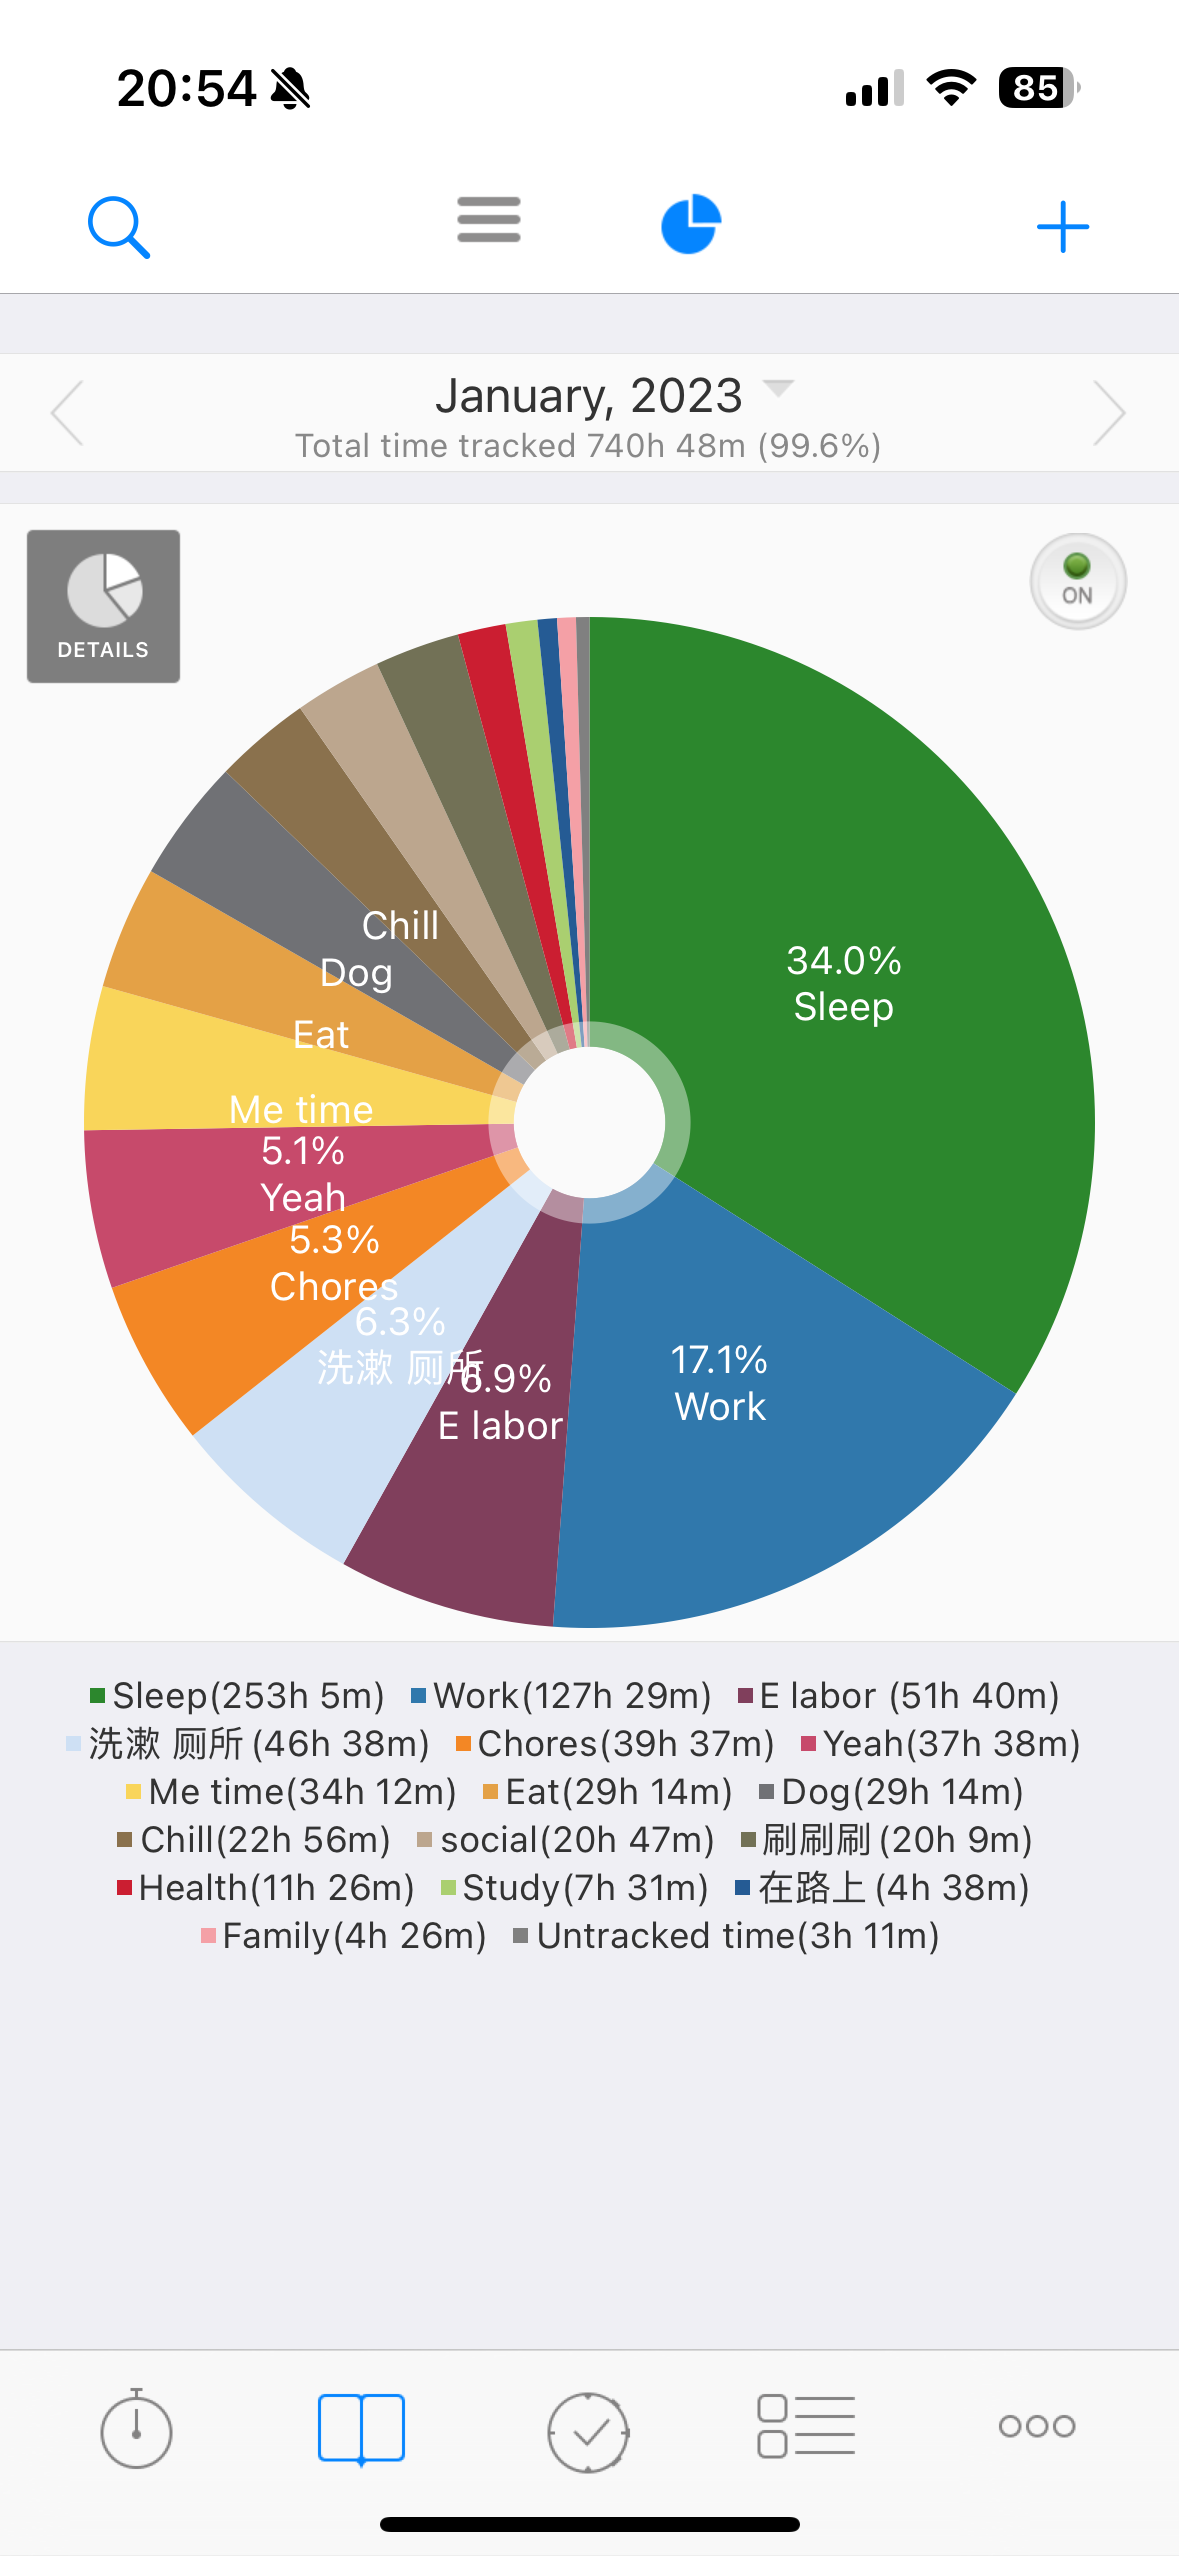 20:54
85
January, 2023
Total time tracked 740h 48m (99.6%)
DETAILS
ON
34.0%
Sleep
Chill
Dog
Eat
Me time
5.1%
Yeah
5.3%
Chores
6.3%
洗漱 厕所
6.9%
E labor
17.1%
Work
Sleep(253h 5m) Work(127h 29m) E labor (51h 40m)
洗漱 厕所 (46h 38m) Chores(39h 37m) Yeah(37h 38m)
Me time(34h 12m) Eat(29h 14m) Dog(29h 14m)
Chill(22h 56m) social(20h 47m) 刷刷刷 (20h 9m)
Health(11h 26m) Study(7h 31m) 在路上 (4h 38m)
Family(4h 26m) Untracked time(3h 11m)